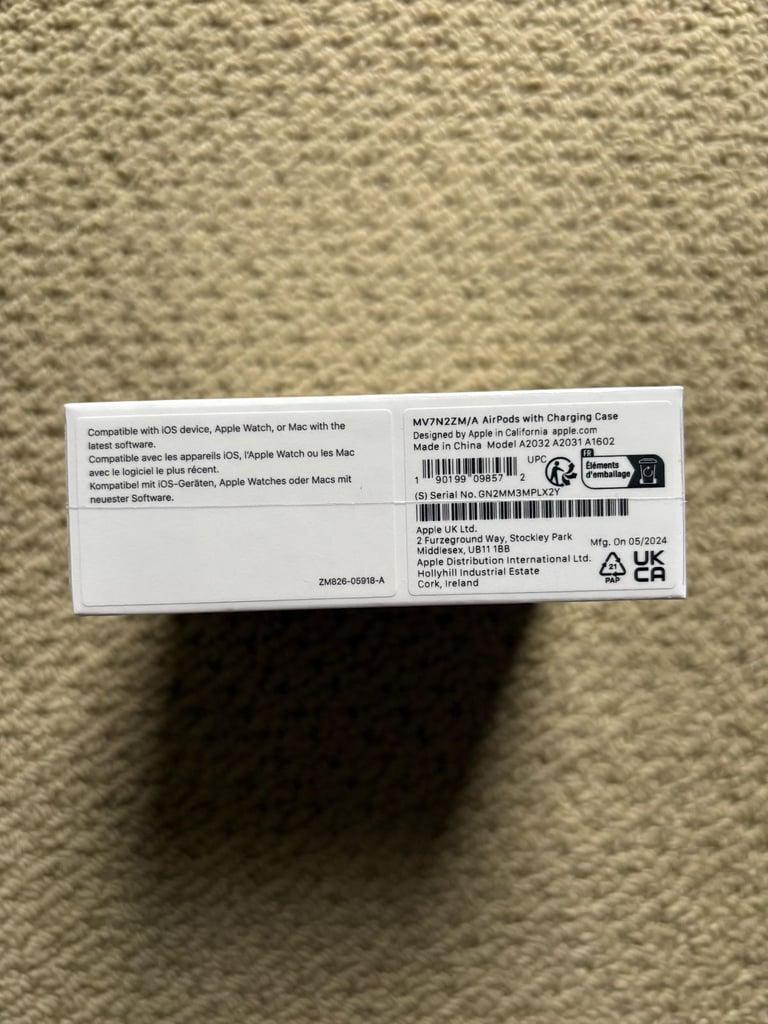 Compatible with iOS device, Apple Watch, or Mac with the
latest software.
Compatible avec les appareils iOS, l'Apple Watch ou les Mac
avec le logiciel le plus récent.
Kompatibel mit iOS-Geräten, Apple Watches oder Macs mit
neuester Software.
ZM826-05918-A
MV7N2ZM/A AirPods with Charging Case
Designed by Apple in California apple.com
Made in China Model A2032 A2031 A1602
UPC
1 90199 09857 2
FR
Éléments
d'emballage
(S) Serial No. GN2MM3MPLX2Y
Apple UK Ltd.
2 Furzeground Way, Stockley Park
Middlesex, UB11 1BB
Apple Distribution International Ltd.
Hollyhill Industrial Estate
Cork, Ireland
Mfg. On 05/2024
21
PAP
UK
CA